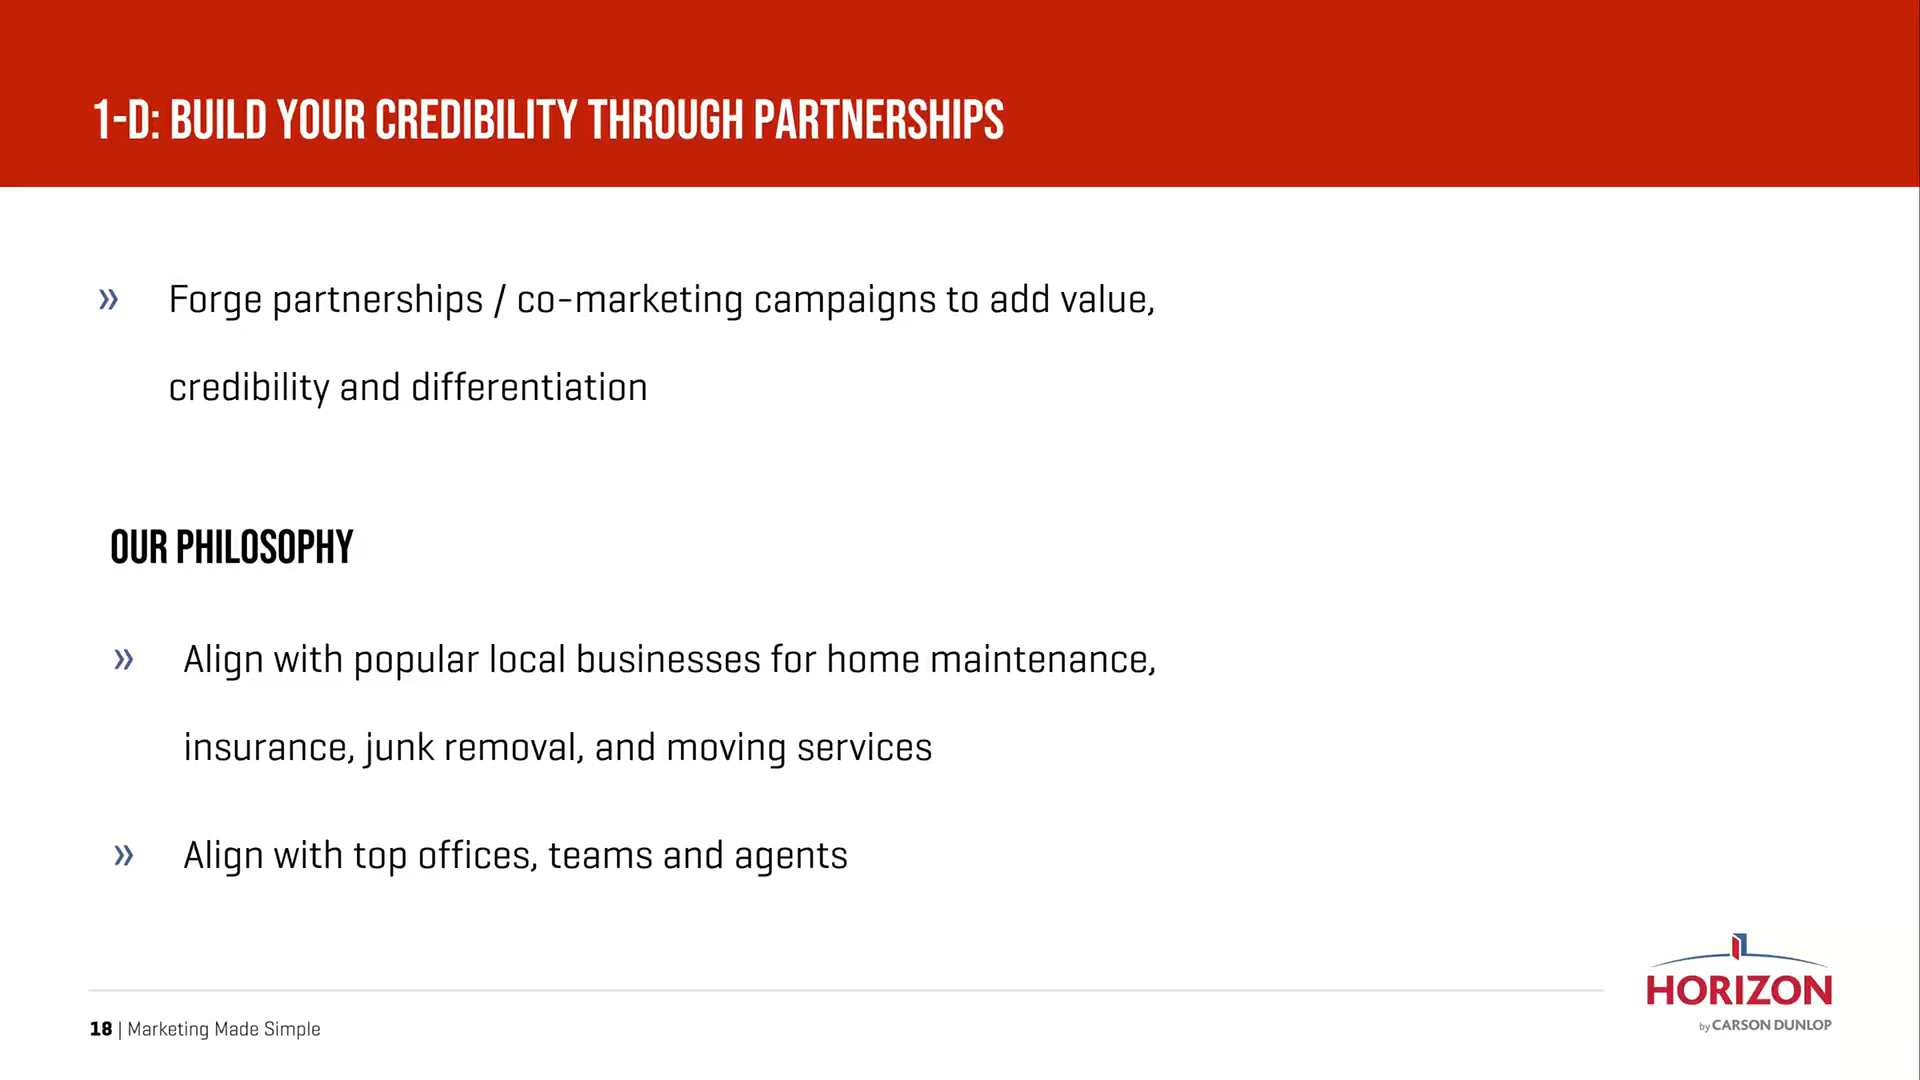 1-D: BUILD YOUR CREDIBILITY THROUGH PARTNERSHIPS
» Forge partnerships / co-marketing campaigns to add value,
credibility and differentiation
OUR PHILOSOPHY
» Align with popular local businesses for home maintenance,
insurance, junk removal, and moving services
» Align with top offices, teams and agents
HORIZON
by CARSON DUNLOP
18 | Marketing Made Simple